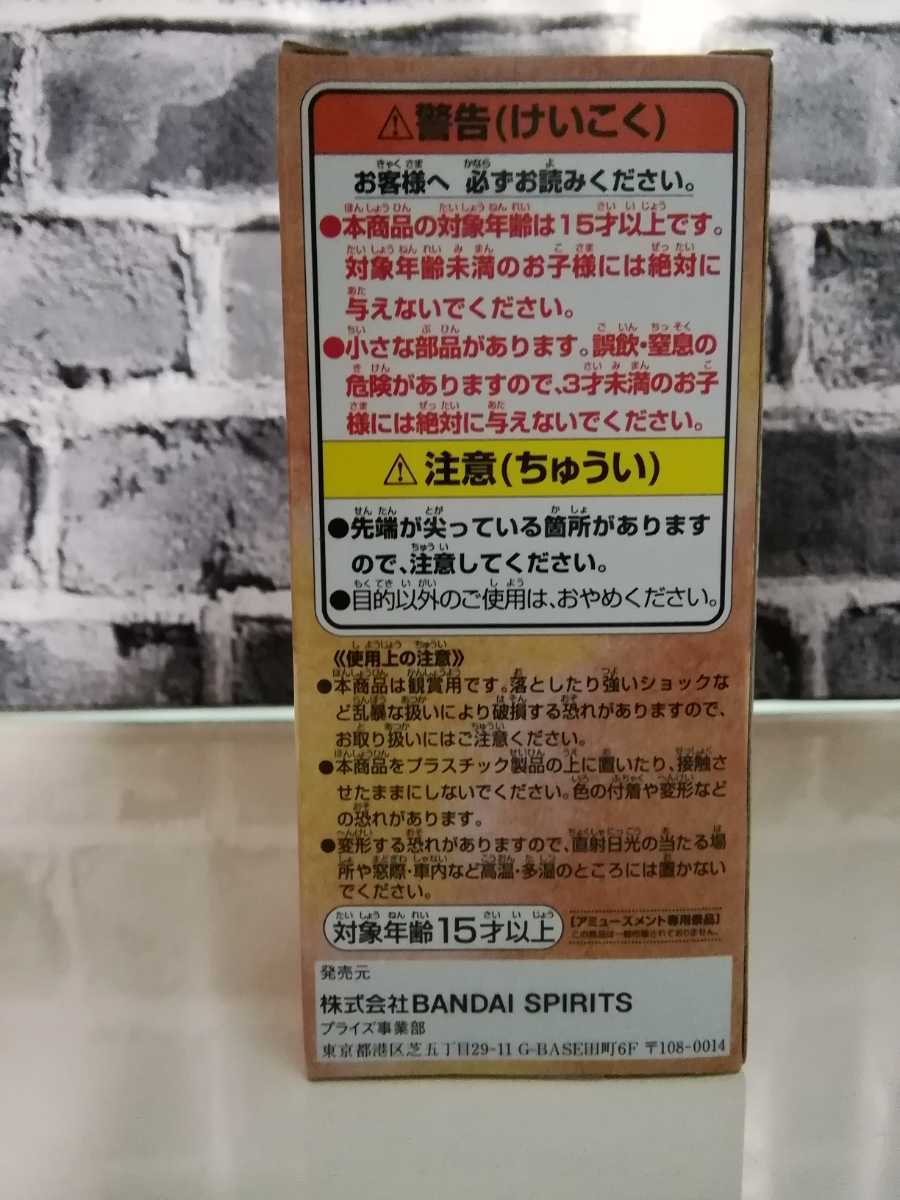 ⚠警告(けいこく)
お客様へ 必ずお読みください。
●本商品の対象年齢は15才以上です。
対象年齢未満のお子様には絶対に
与えないでください。
●小さな部品があります。誤飲・窒息の
危険がありますので、3才未満のお子
様には絶対に与えないでください。
⚠注意(ちゅうい)
●先端が尖っている箇所があります
ので、注意してください。
●目的以外のご使用は、おやめください。
《使用上の注意》
●本商品は観賞用です。落としたり強いショックな
ど乱暴な扱いにより破損する恐れがありますので、
お取り扱いにはご注意ください。
●本商品をプラスチック製品の上に置いたり、接触さ
せたままにしないでください。色の付着や変形など
の恐れがあります。
●変形する恐れがありますので、直射日光の当たる場
所や窓際・車内など高温・多湿のところには置かない
でください。
対象年齢15才以上
[アミューズメント専用景品]
この商品は一般市販されておりません。
発売元
株式会社BANDAI SPIRITS
プライズ事業部
東京都港区芝五丁目29-11 G-BASE田町6F 〒108-0014